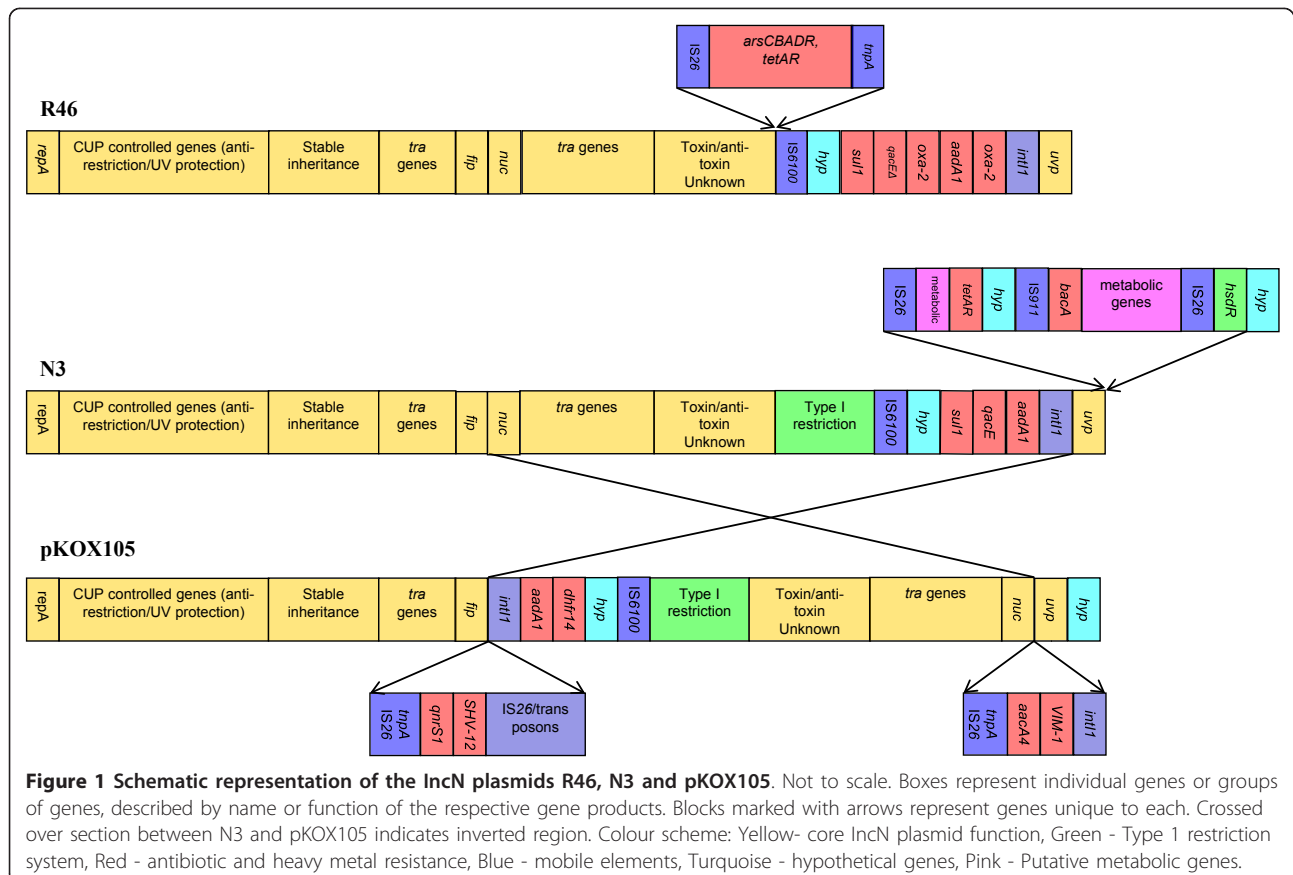 IS26
arsCBADR,
tetAR
tnpA
R46
repA
CUP controlled genes (anti-
restriction/UV protection)
Stable
inheritance
tra
genes
fip
nuc
tra genes
Toxin/anti-
toxin
Unknown
IS6100
hyp
sul1
qacEΔ
oxa-2
aadA1
oxa-2
intI1
uvp
IS26
metabolic
tetAR
hyp
IS911
bacA
metabolic
genes
IS26
hsdR
hyp
N3
repA
CUP controlled genes (anti-
restriction/UV protection)
Stable
inheritance
tra
genes
fip
nuc
tra genes
Toxin/anti-
toxin
Unknown
Type I
restriction
IS6100
hyp
sul1
qacE
aadA1
intI1
uvp
pKOX105
repA
CUP controlled genes (anti-
restriction/UV protection)
Stable
inheritance
tra
genes
fip
intI1
aadA1
dhfr14
hyp
IS6100
Type I
restriction
Toxin/anti-
toxin
Unknown
tra genes
nuc
uvp
hyp
tnpA
IS26
qnrS1
SHV-12
IS26/trans
posons
tnpA
IS26
aacA4
VIM-1
intI1
Figure 1 Schematic representation of the IncN plasmids R46, N3 and pKOX105. Not to scale. Boxes represent individual genes or groups
of genes, described by name or function of the respective gene products. Blocks marked with arrows represent genes unique to each. Crossed
over section between N3 and pKOX105 indicates inverted region. Colour scheme: Yellow- core IncN plasmid function, Green - Type 1 restriction
system, Red - antibiotic and heavy metal resistance, Blue - mobile elements, Turquoise - hypothetical genes, Pink - Putative metabolic genes.